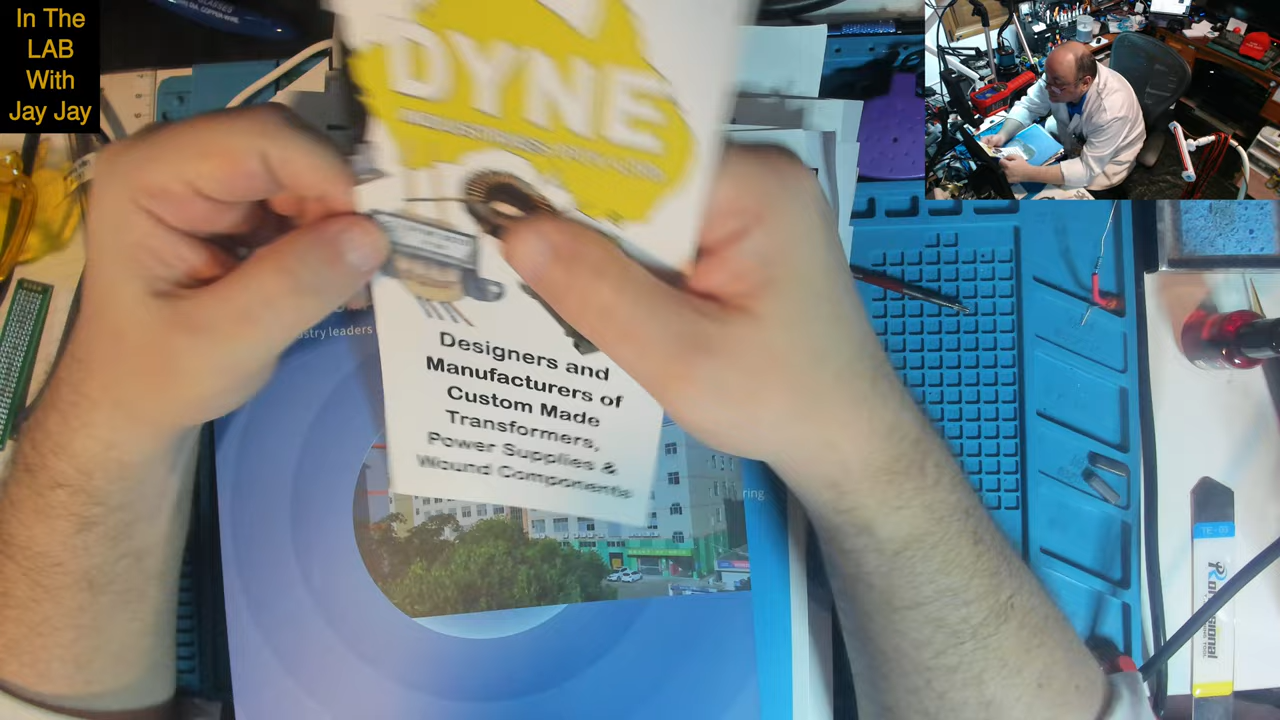 In The
LAB
With
Jay Jay
DYNE
stry leaders
Designers and
Manufacturers of
Custom Made
Transformers,
Power Supplies &
Wound Components
ring
TE-03